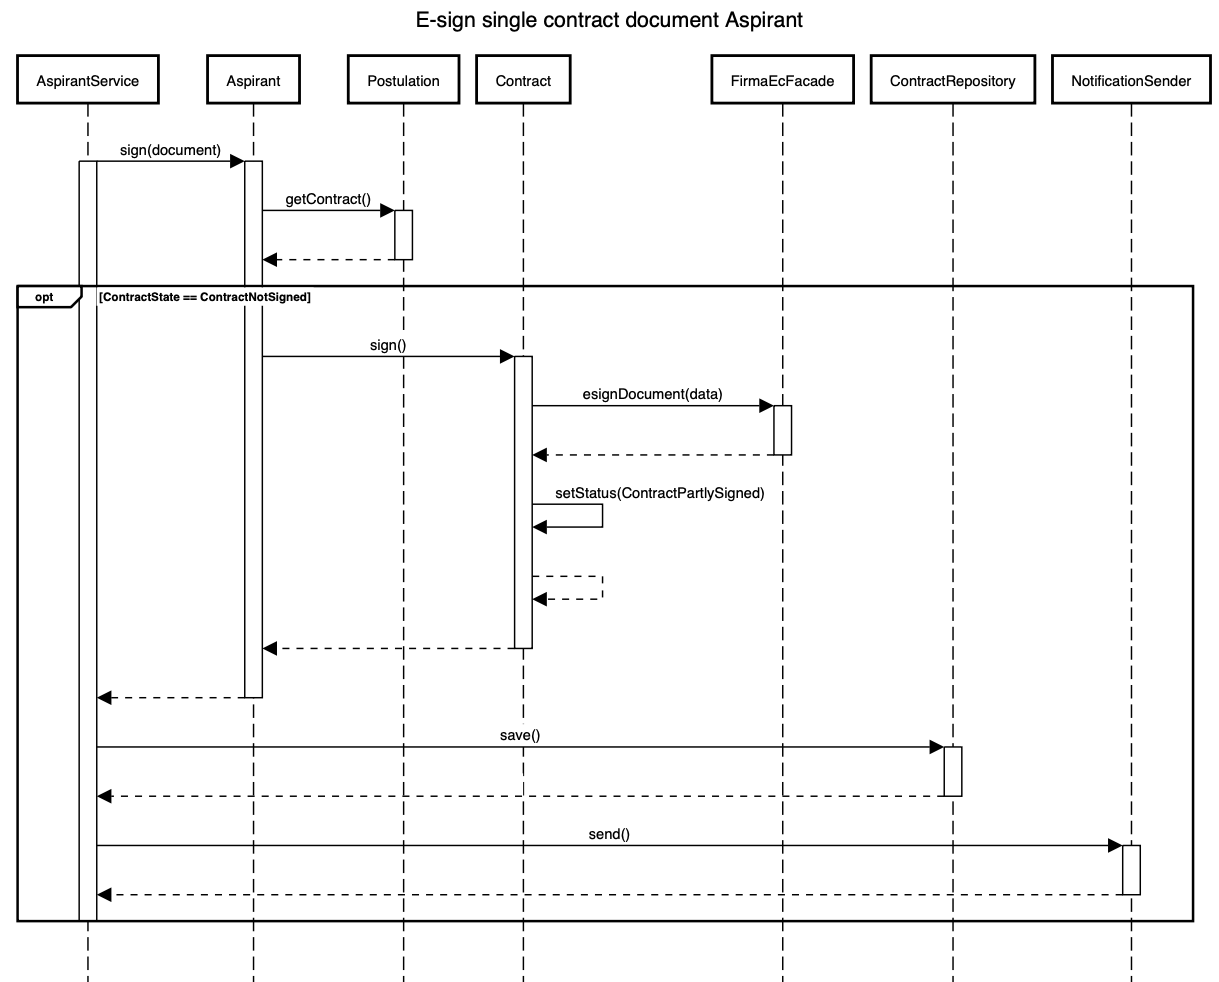 E-sign single contract document Aspirant
AspirantService
Aspirant
Postulation
Contract
FirmaEcFacade
ContractRepository
NotificationSender
sign(document)
getContract()
opt
[ContractState == ContractNotSigned]
sign()
esignDocument(data)
setStatus(ContractPartlySigned)
save()
send()